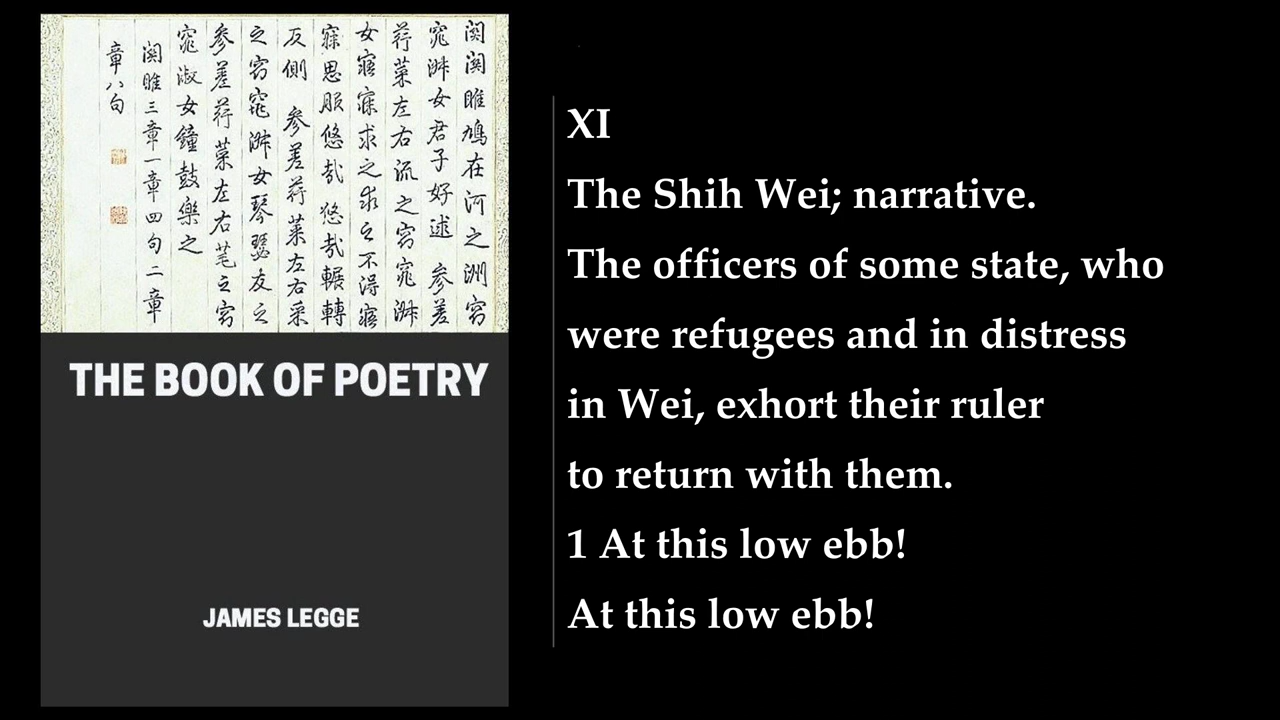 関関雎鳩在河之洲窈
窕淑女君子好逑 參差
荇菜左右流之窈窕淑
女寤寐求之求之不得寤
寐思服悠哉悠哉輾轉
反側 參差荇菜左右采
之窈窕淑女琴瑟友之
參差荇菜左右芼之窈
窕淑女鐘鼓樂之
関雎三章一章四句二章
章八句
THE BOOK OF POETRY
JAMES LEGGE
XI
The Shih Wei; narrative.
The officers of some state, who
were refugees and in distress
in Wei, exhort their ruler
to return with them.
1 At this low ebb!
At this low ebb!